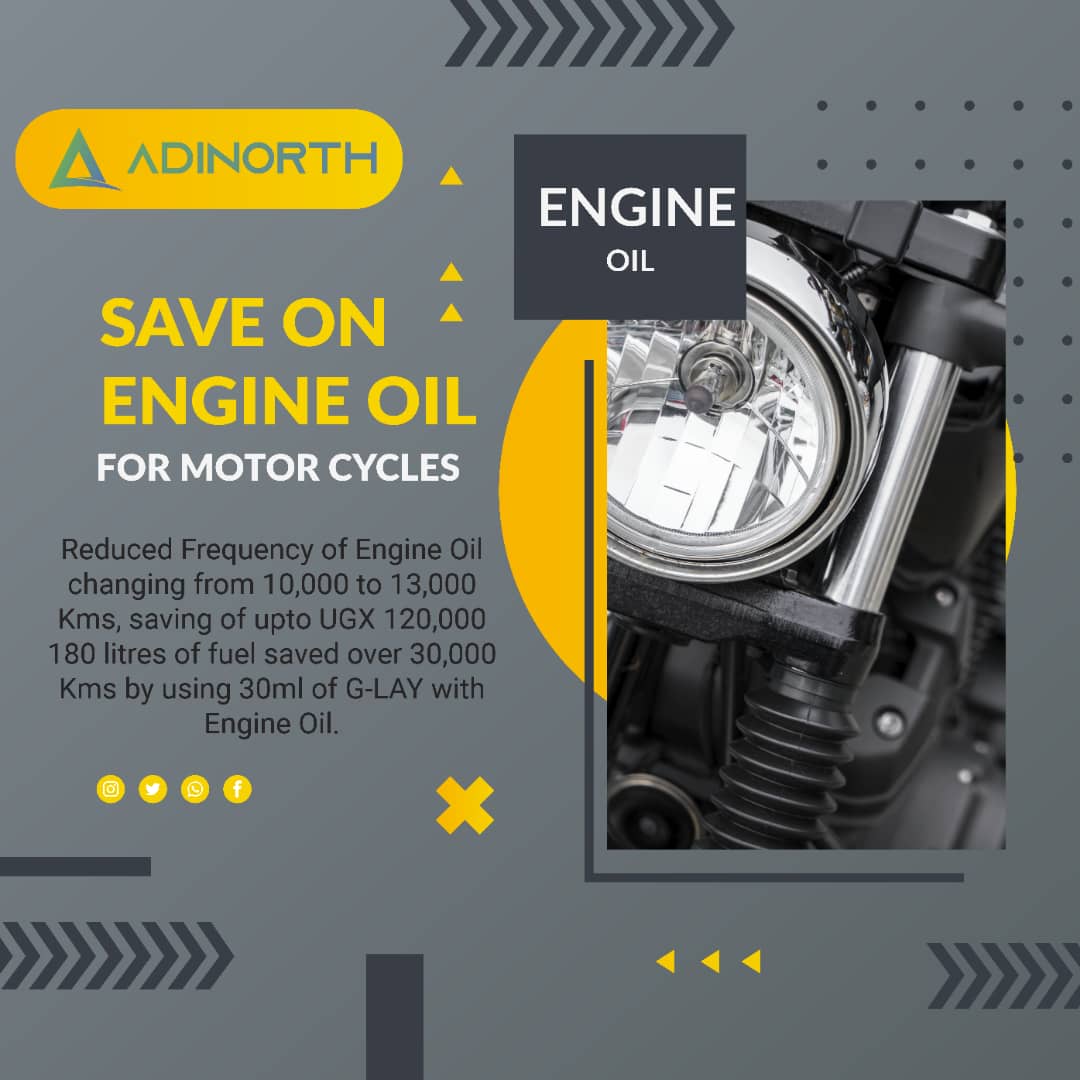 ADINORTH
ENGINE
OIL
SAVE ON
ENGINE OIL
FOR MOTOR CYCLES
Reduced Frequency of Engine Oil
changing from 10,000 to 13,000
Kms, saving of upto UGX 120,000
180 litres of fuel saved over 30,000
Kms by using 30ml of G-LAY with
Engine Oil.